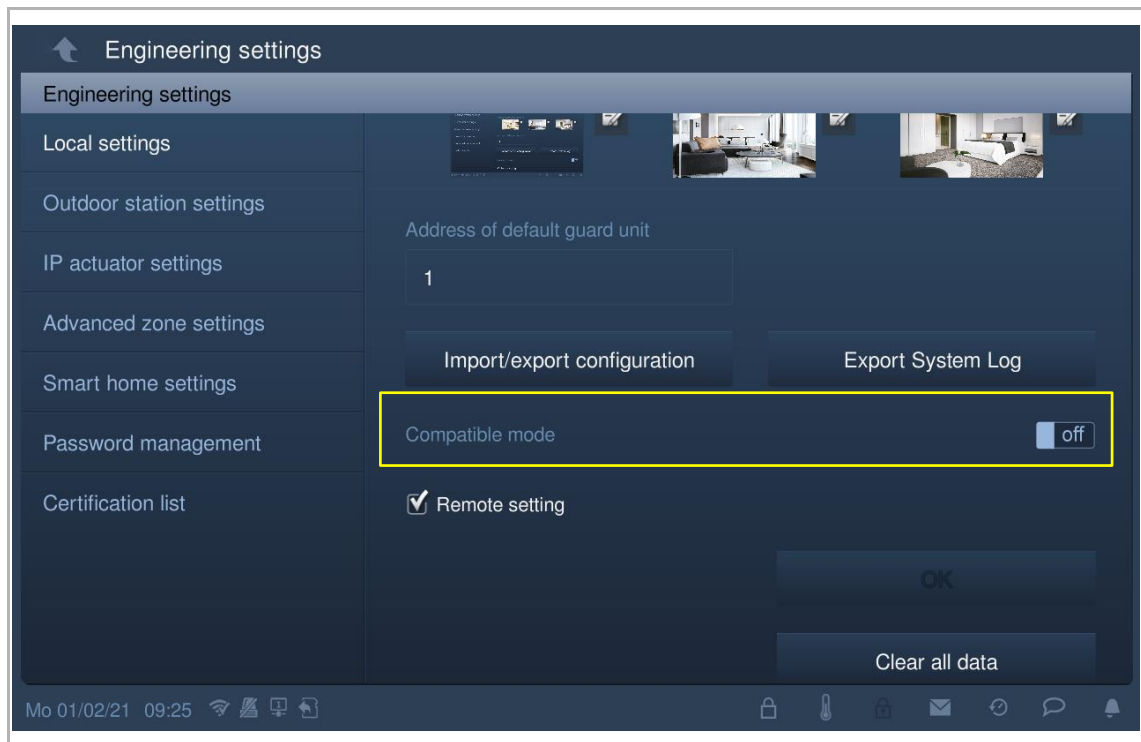 Engineering settings
Engineering settings
Local settings
Outdoor station settings
IP actuator settings
Advanced zone settings
Smart home settings
Password management
Certification list
Address of default guard unit
1
Import/export configuration
Export System Log
Compatible mode
off
Remote setting
OK
Clear all data
Mo 01/02/21 09:25